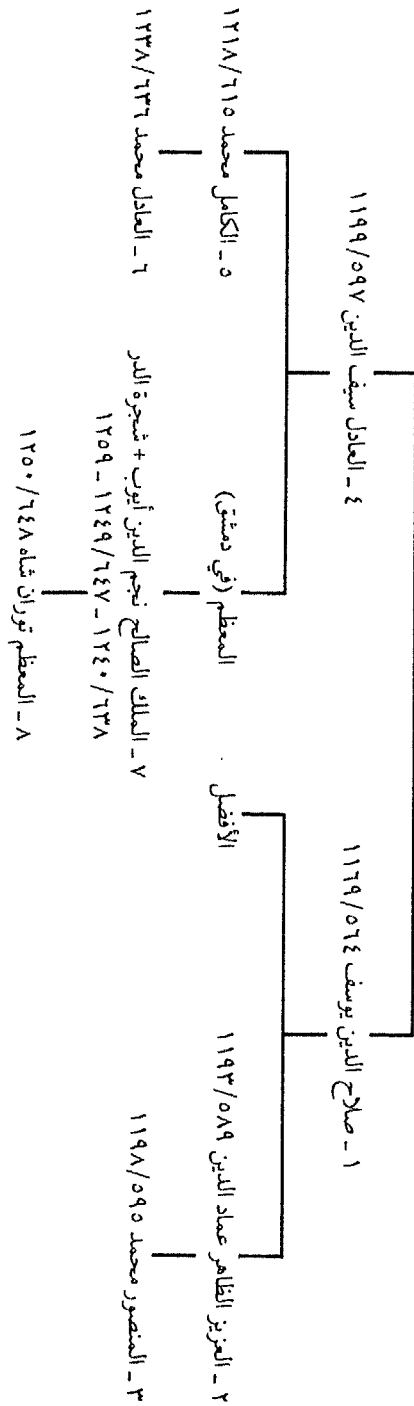 ١ - صلاح الدين يوسف ١١٦٩/٥٦٤
٤ - العادل سيف الدين ١١٩٩/٥٩٧
٢ - العزيز الظاهر عماد الدين ١١٩٣/٥٨٩
الأفضل
المعظم (في دمشق)
٥ - الكامل محمد ١٢١٨/٦١٥
٣ - المنصور محمد ١١٩٨/٥٩٥
٧ - الملك الصالح نجم الدين أيوب + شجرة الدر
١٢٤٠/٦٣٨ - ١٢٤٩/٦٤٧ - ١٢٥٩
٦ - العادل محمد ١٢٣٨/٦٣٦
٨ - المعظم توران شاه ١٢٥٠/٦٤٨